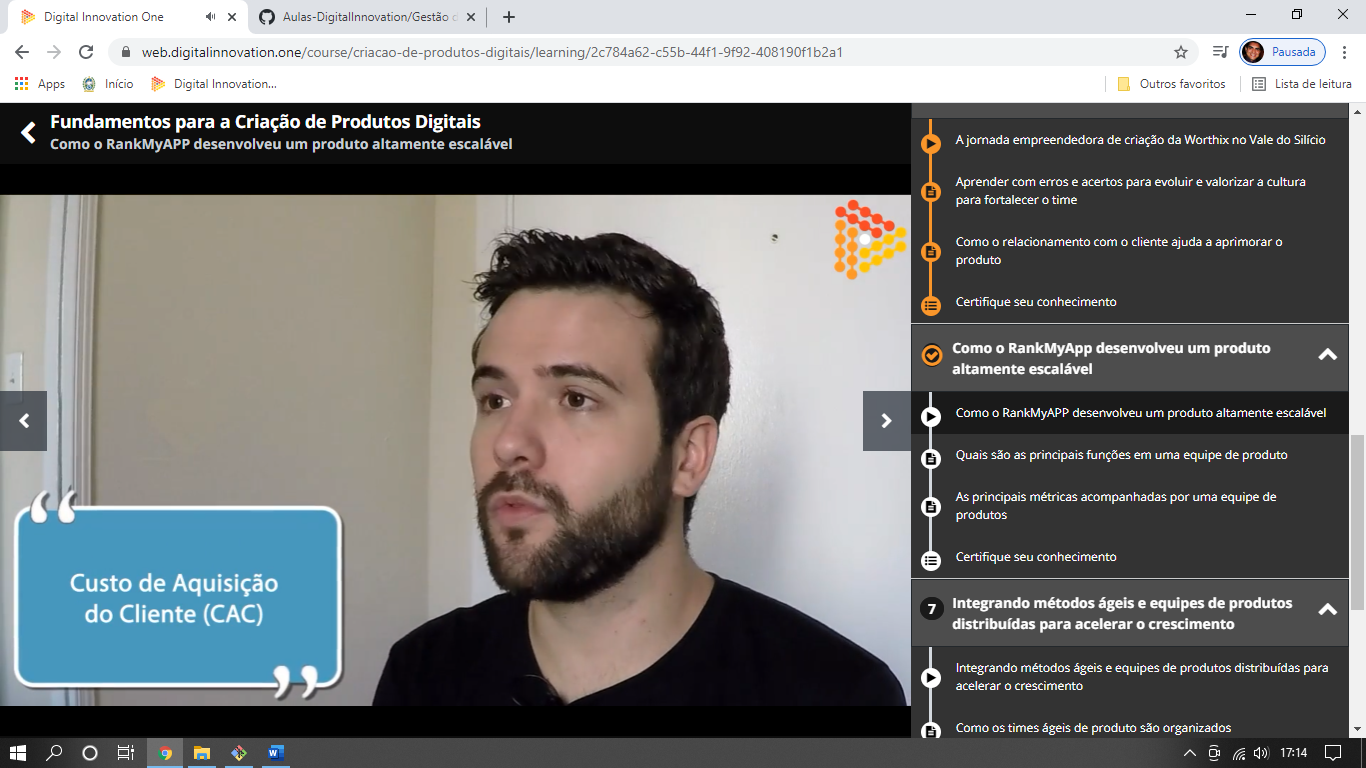 Digital Innovation One
Aulas-DigitalInnovation/Gestão d
web.digitalinnovation.one/course/criacao-de-produtos-digitais/learning/2c784a62-c55b-44f1-9f92-408190f1b2a1
Pausada
Apps
Início
Digital Innovation...
Outros favoritos
Lista de leitura
Fundamentos para a Criação de Produtos Digitais
Como o RankMyAPP desenvolveu um produto altamente escalável
Custo de Aquisição
do Cliente (CAC)
A jornada empreendedora de criação da Worthix no Vale do Silício
Aprender com erros e acertos para evoluir e valorizar a cultura
para fortalecer o time
Como o relacionamento com o cliente ajuda a aprimorar o
produto
Certifique seu conhecimento
Como o RankMyApp desenvolveu um produto
altamente escalável
Como o RankMyAPP desenvolveu um produto altamente escalável
Quais são as principais funções em uma equipe de produto
As principais métricas acompanhadas por uma equipe de
produtos
Certifique seu conhecimento
7 Integrando métodos ágeis e equipes de produtos
distribuídas para acelerar o crescimento
Integrando métodos ágeis e equipes de produtos distribuídas para
acelerar o crescimento
Como os times ágeis de produto são organizados
17:14